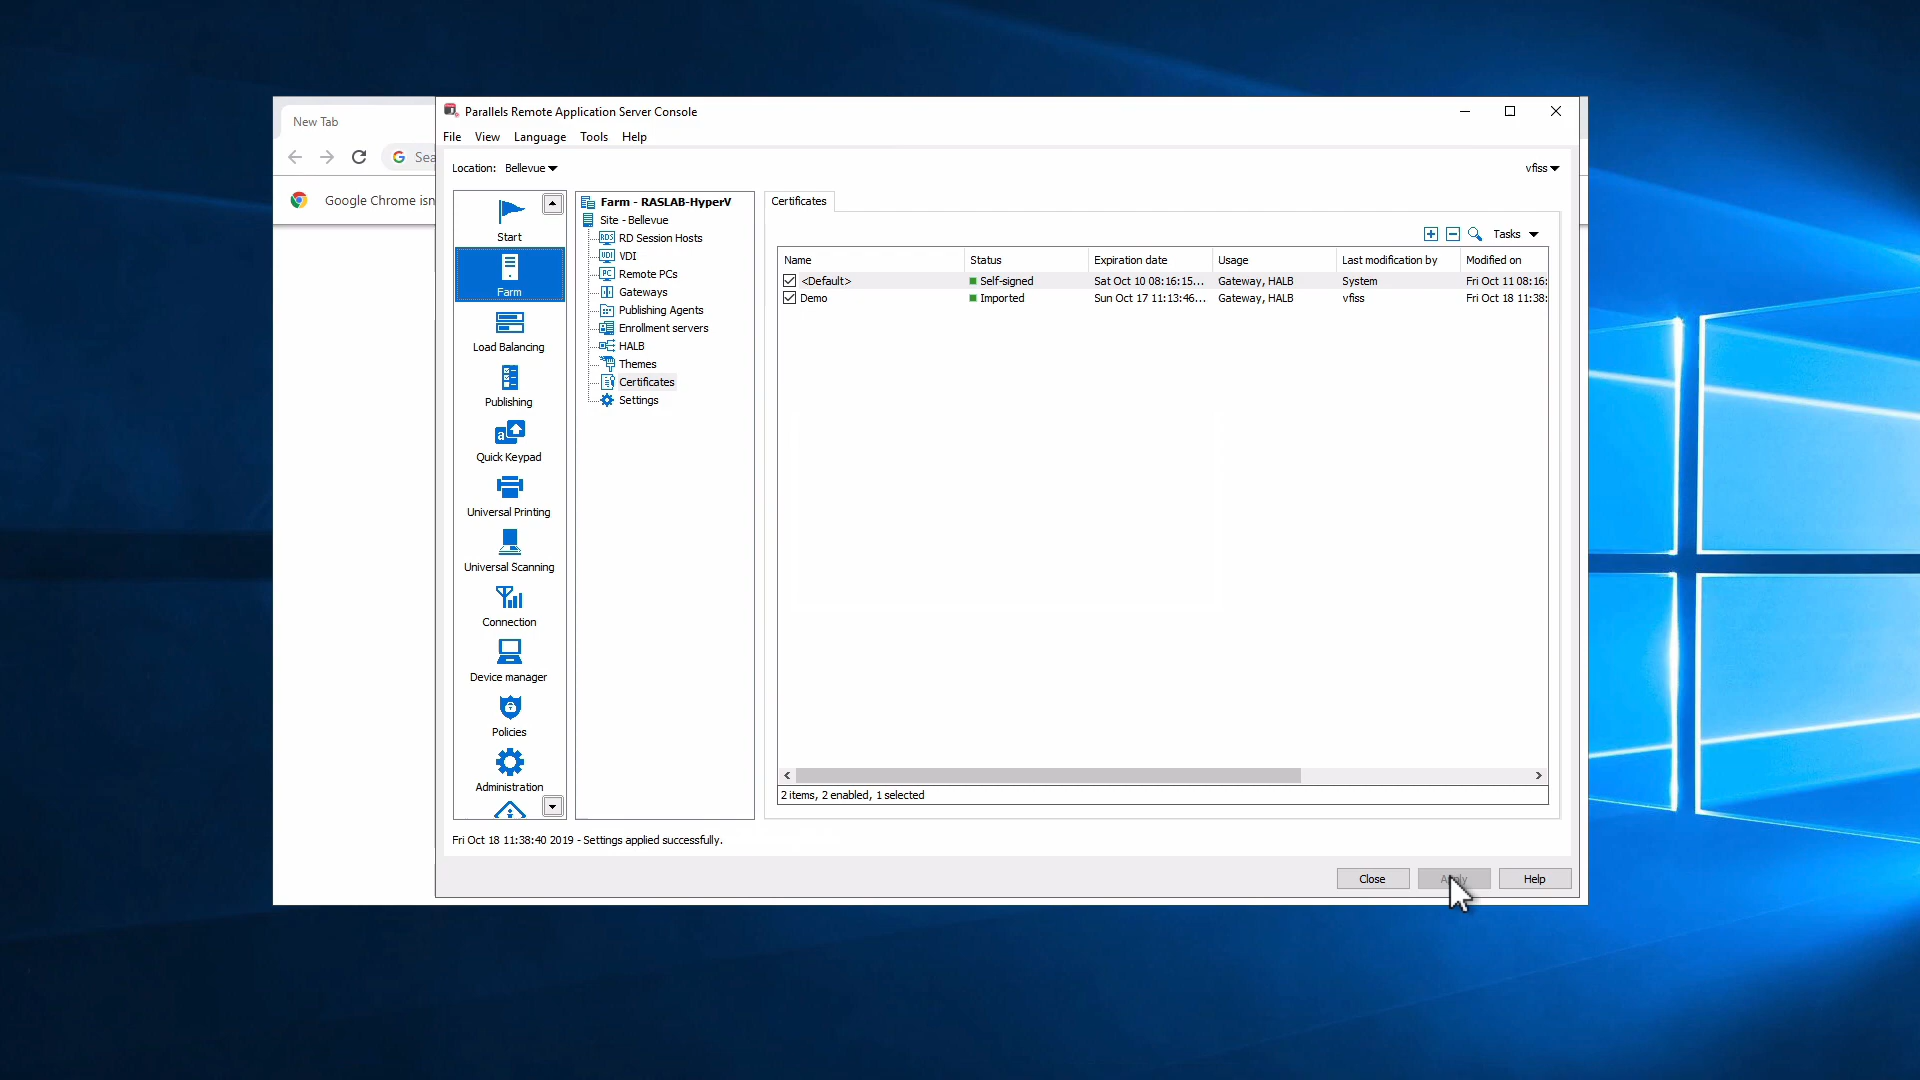 New Tab
Sea
Google Chrome isn
Parallels Remote Application Server Console
File View Language Tools Help
Location: Bellevue
vfiss
Start
Farm
Load Balancing
Publishing
Quick Keypad
Universal Printing
Universal Scanning
Connection
Device manager
Policies
Administration
Farm - RASLAB-HyperV
Site - Bellevue
RD Session Hosts
VDI
Remote PCs
Gateways
Publishing Agents
Enrollment servers
HALB
Themes
Certificates
Settings
Certificates
Tasks
Name Status Expiration date Usage Last modification by Modified on
<Default> Self-signed Sat Oct 10 08:16:15... Gateway, HALB System Fri Oct 11 08:16:
Demo Imported Sun Oct 17 11:13:46... Gateway, HALB vfiss Fri Oct 18 11:38:
2 items, 2 enabled, 1 selected
Fri Oct 18 11:38:40 2019 - Settings applied successfully.
Close Apply Help